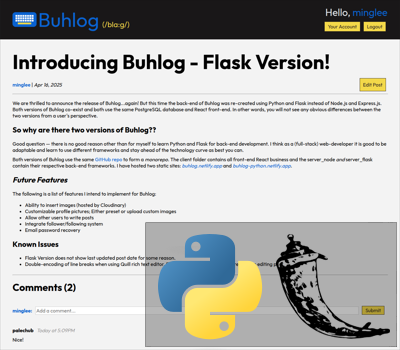 Buhlog (/bla:g/)
Hello, minglee
Your Account Logout
Introducing Buhlog - Flask Version!
minglee | Apr 16, 2025
Edit Post
We are thrilled to announce the release of Buhlog...again! But this time the back-end of Buhlog was re-created using Python and Flask instead of Node.js and Express.js.
Both versions of Buhlog co-exist and both use the same PostgreSQL database and React front-end. In other words, you will not see any obvious differences between the
two versions from a user's perspective.
So why are there two versions of Buhlog??
Good question — there is no good reason other than for myself to learn Python and Flask for back-end development. I think as a (full-stack) web-developer it is good to be
adaptable and learn to use different frameworks and stay ahead of the technology curve as best you can.
Both versions of Buhlog use the same GitHub repo to form a monorepo. The client folder contains all front-end React business and the server_node and server_flask
contain their respective back-end frameworks. I have hosted two static sites: buhlog.netlify.app and buhlog-python.netlify.app.
Future Features
The following is a list of features I intend to implement for Buhlog:
• Ability to insert images (hosted by Cloudinary)
• Customizable profile pictures: Either preset or upload custom images
• Allow other users to write posts
• Integrate follower/following system
• Email password recovery
Known Issues
• Flask Version does not show last updated post date for some reason.
• Double-encoding of line breaks when using Quill rich text editor.
editing
Comments (2)
minglee: Add a comment...
Submit
palechub Today at 5:09PM
Nice!